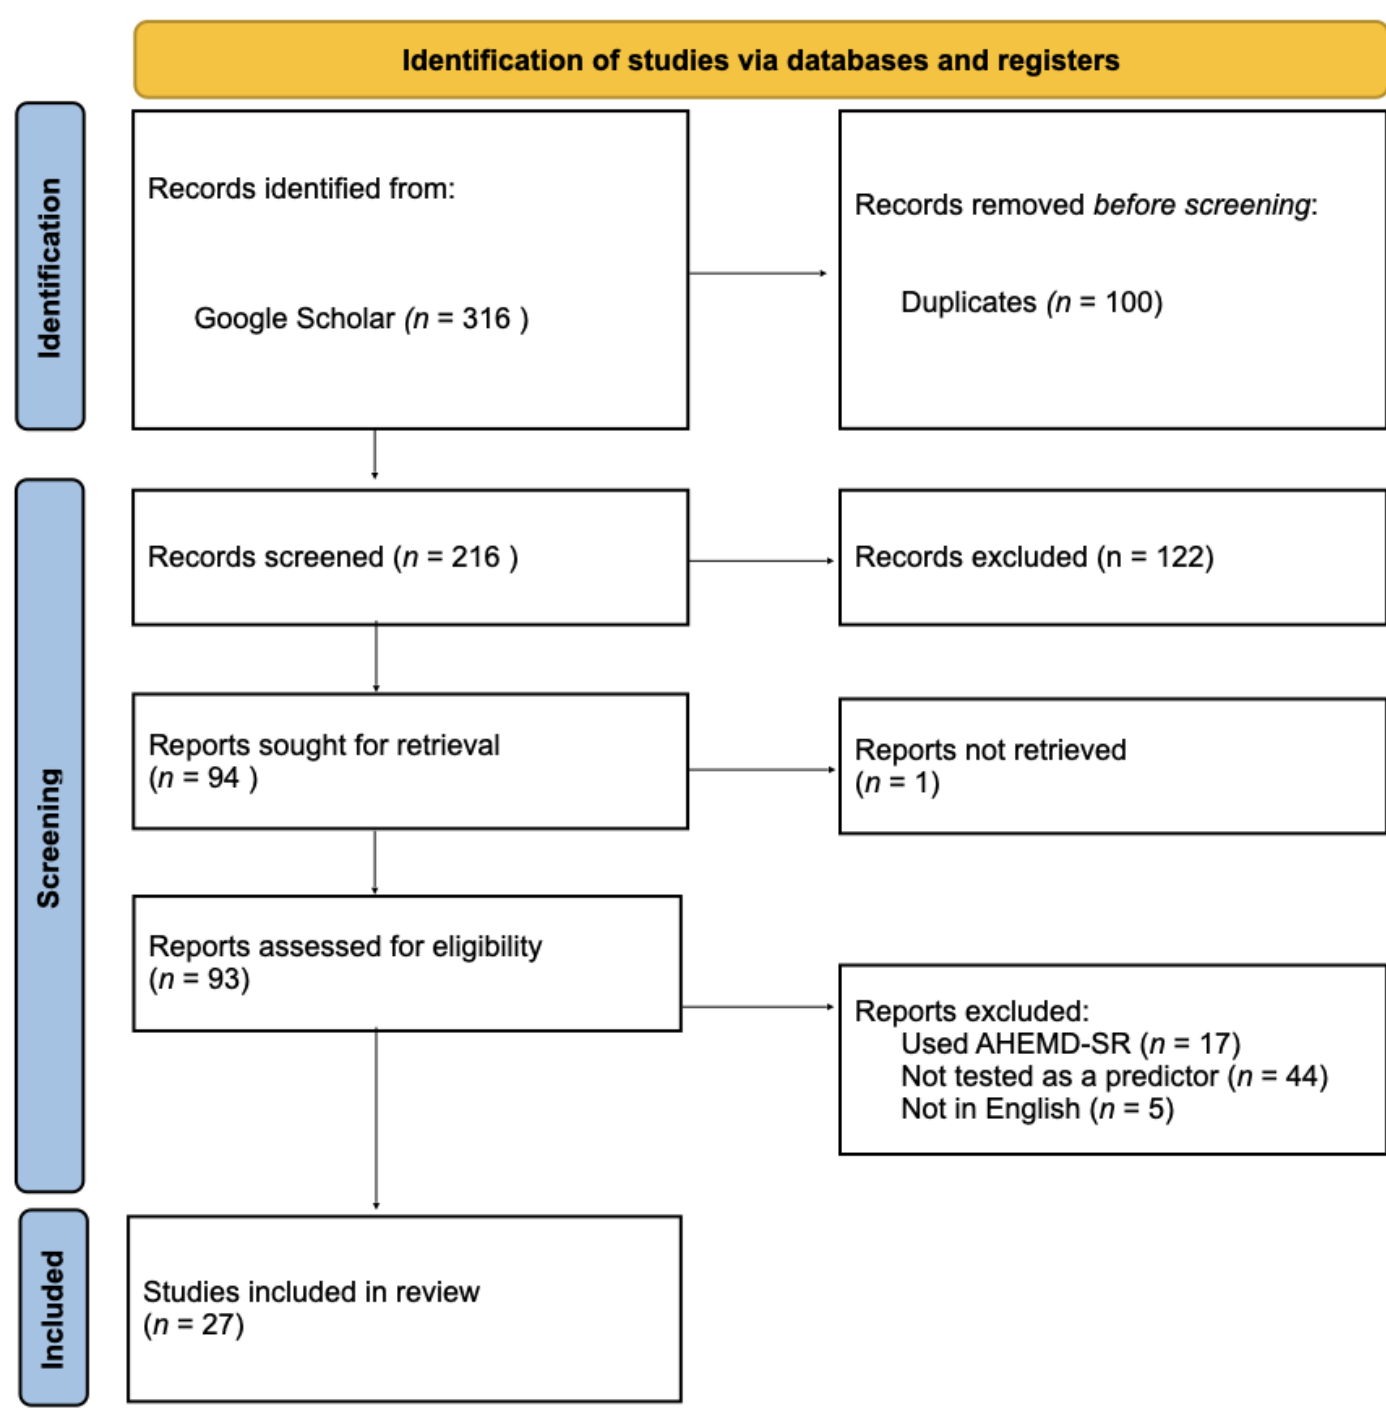 Identification of studies via databases and registers
Identification
Records identified from:
Google Scholar (n = 316 )
Records removed before screening:
Duplicates (n = 100)
Screening
Records screened (n = 216 )
Records excluded (n = 122)
Reports sought for retrieval
(n = 94 )
Reports not retrieved
(n = 1)
Reports assessed for eligibility
(n = 93)
Reports excluded:
Used AHEMD-SR (n = 17)
Not tested as a predictor (n = 44)
Not in English (n = 5)
Included
Studies included in review
(n = 27)